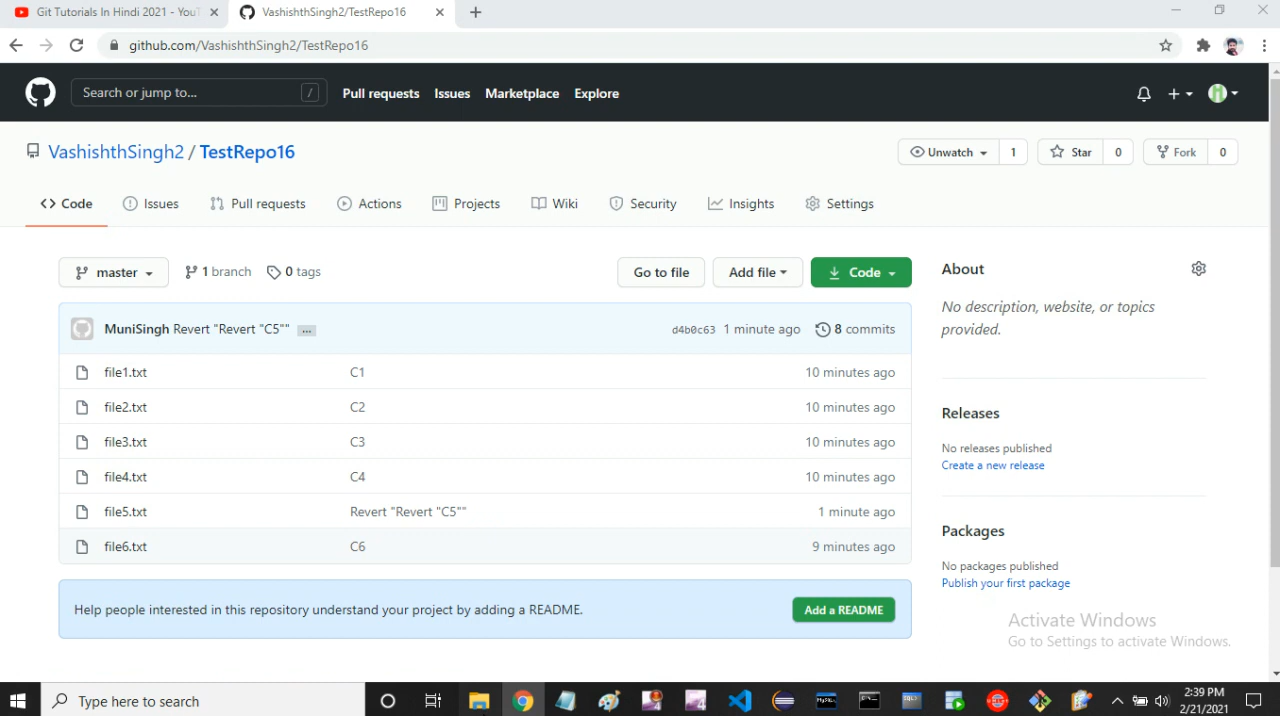 Git Tutorials In Hindi 2021 - YouT
VashishthSingh2/TestRepo16
github.com/VashishthSingh2/TestRepo16
Search or jump to... /
Pull requests Issues Marketplace Explore
VashishthSingh2 / TestRepo16
Unwatch 1 Star 0 Fork 0
<> Code Issues Pull requests Actions Projects Wiki Security Insights Settings
master 1 branch 0 tags Go to file Add file Code
MuniSingh Revert "Revert "C5"" ... d4b0c63 1 minute ago 8 commits
file1.txt C1 10 minutes ago
file2.txt C2 10 minutes ago
file3.txt C3 10 minutes ago
file4.txt C4 10 minutes ago
file5.txt Revert "Revert "C5"" 1 minute ago
file6.txt C6 9 minutes ago
Help people interested in this repository understand your project by adding a README. Add a README
About
No description, website, or topics
provided.
Releases
No releases published
Create a new release
Packages
No packages published
Publish your first package
Activate Windows
Go to Settings to activate Windows.
Type here to search
2:39 PM
2/21/2021